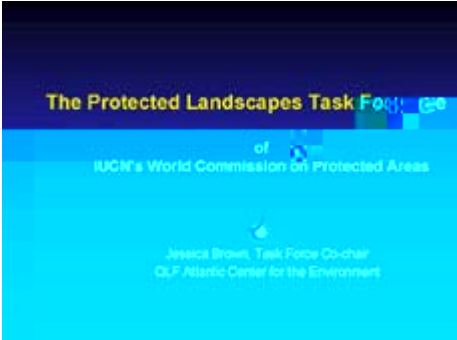 The Protected Landscapes Task Force
of
IUCN's World Commission on Protected Areas
Jessica Brown, Task Force Co-chair
QLF Atlantic Center for the Environment